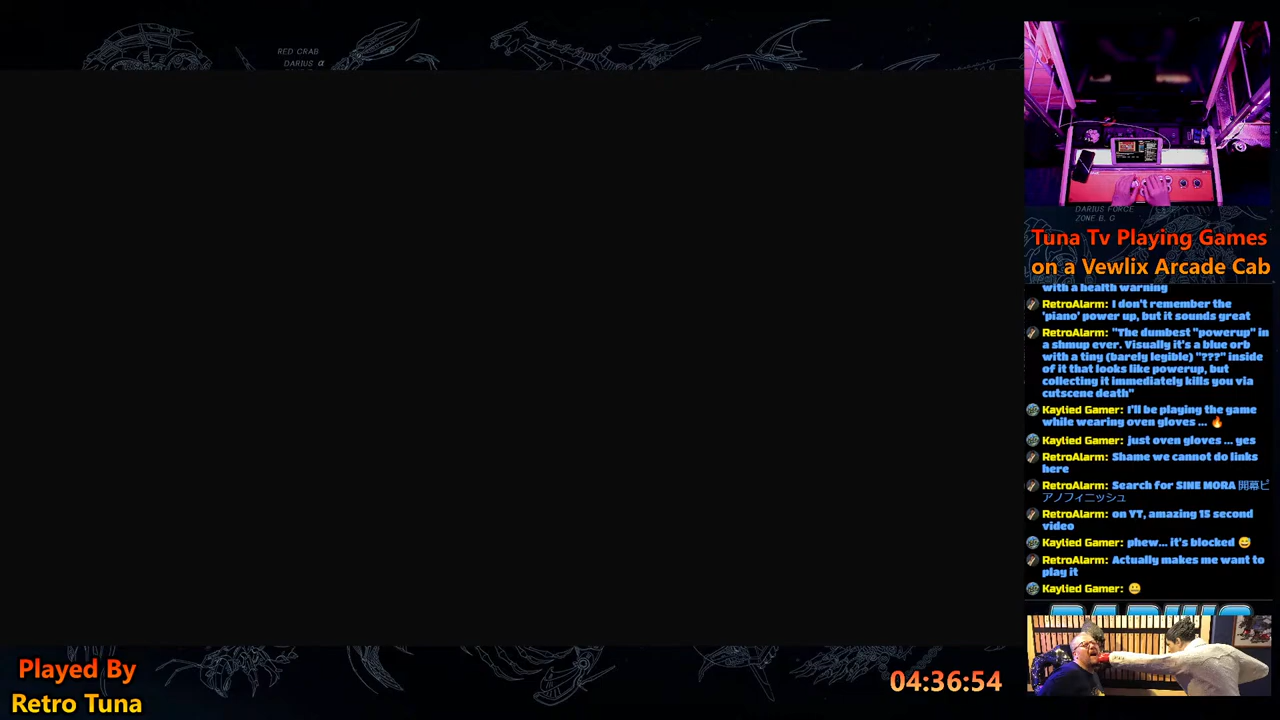 RED CRAB
DARIUS α
DARIUS FORCE
ZONE B, G
Tuna Tv Playing Games
on a Vewlix Arcade Cab
with a health warning
RetroAlarm: I don't remember the
'piano' power up, but it sounds great
RetroAlarm: "The dumbest "powerup" in
a shmup ever. Visually it's a blue orb
with a tiny (barely legible) "???" inside
of it that looks like powerup, but
collecting it immediately kills you via
cutscene death"
Kaylied Gamer: I'll be playing the game
while wearing oven gloves ... 🔥
Kaylied Gamer: just oven gloves ... yes
RetroAlarm: Shame we cannot do links
here
RetroAlarm: Search for SINE MORA 開幕ピ
アノフィニッシュ
RetroAlarm: on YT, amazing 15 second
video
Kaylied Gamer: phew... it's blocked 😅
RetroAlarm: Actually makes me want to
play it
Kaylied Gamer: 😀
Played By
Retro Tuna
04:36:54